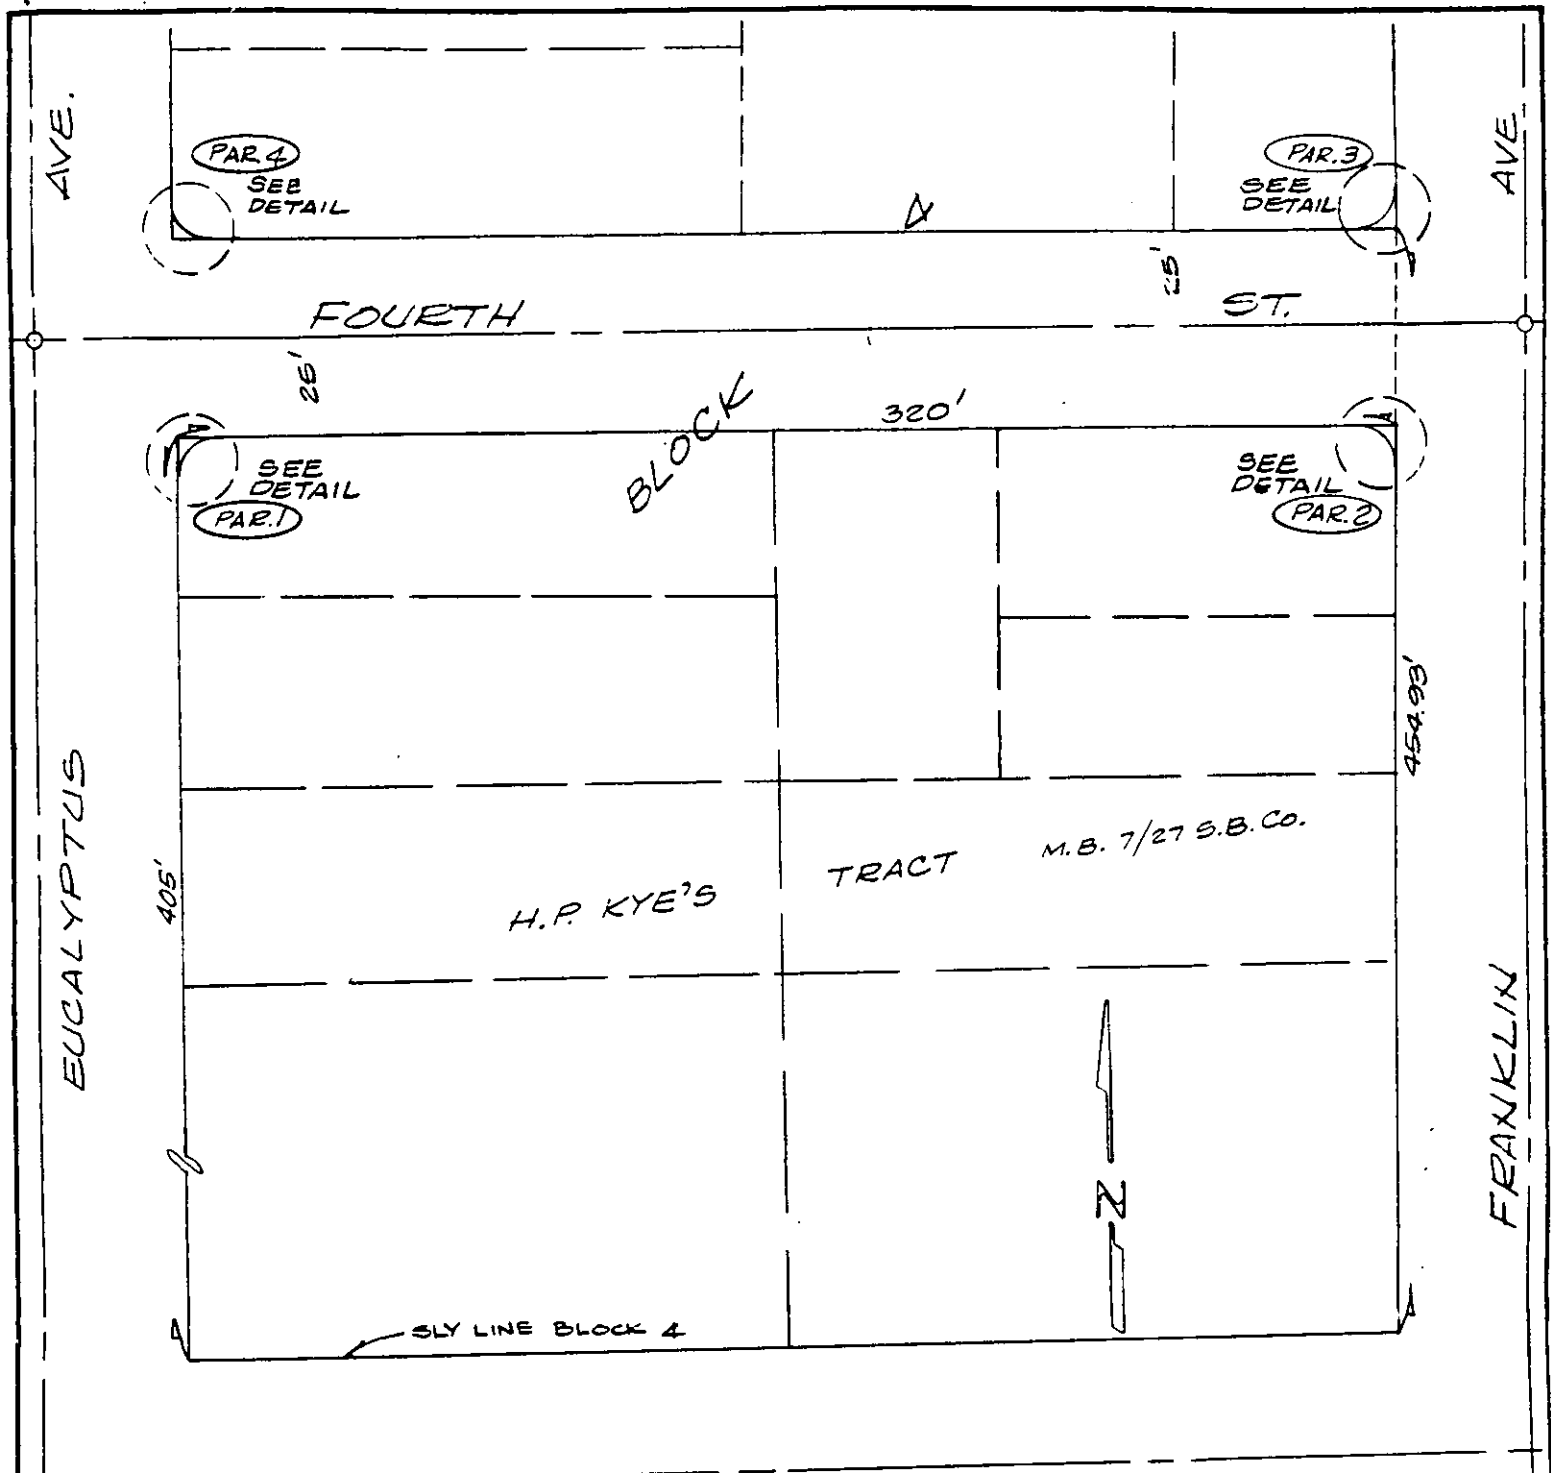 AVE.
PAR. 4
SEE
DETAIL
PAR. 3
SEE
DETAIL
AVE.
4
FOURTH ST.
25'
25'
BLOCK
320'
SEE
DETAIL
PAR. 1
SEE
DETAIL
PAR. 2
454.93'
EUCALYPTUS
405'
H.P. KYE'S TRACT M.B. 7/27 S.B. Co.
FRANKLIN
N
SLY LINE BLOCK 4